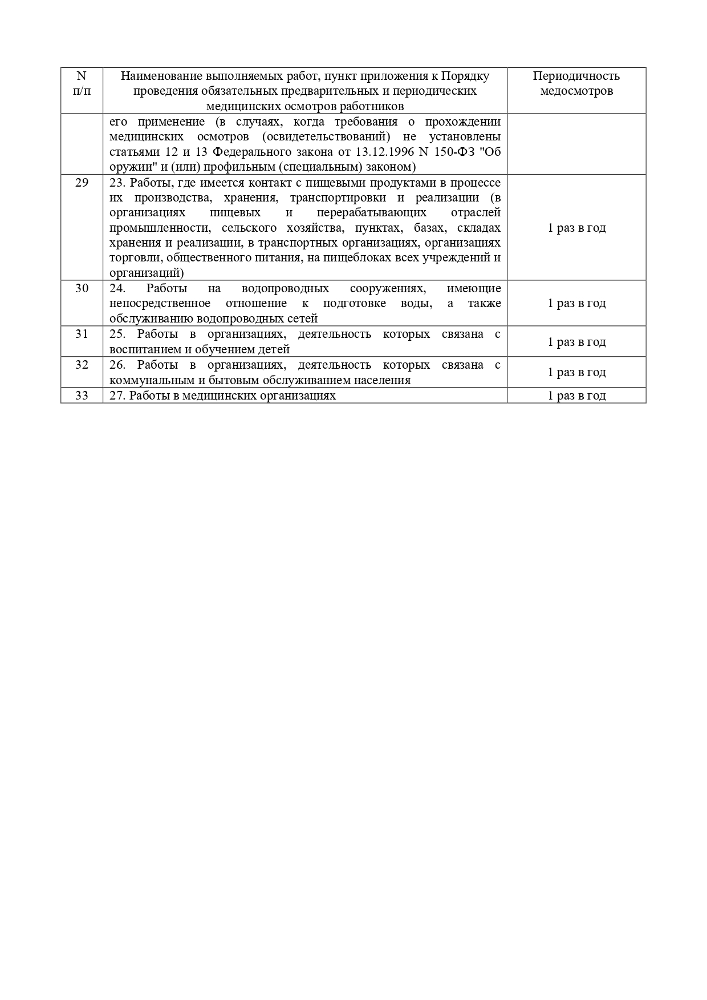 N
п/п
Наименование выполняемых работ, пункт приложения к Порядку
проведения обязательных предварительных и периодических
медицинских осмотров работников
Периодичность
медосмотров
его применение (в случаях, когда требования о прохождении
медицинских осмотров (освидетельствований) не установлены
статьями 12 и 13 Федерального закона от 13.12.1996 N 150-ФЗ "Об
оружии" и (или) профильным (специальным) законом)
29
23. Работы, где имеется контакт с пищевыми продуктами в процессе
их производства, хранения, транспортировки и реализации (в
организациях пищевых и перерабатывающих отраслей
промышленности, сельского хозяйства, пунктах, базах, складах
хранения и реализации, в транспортных организациях, организациях
торговли, общественного питания, на пищеблоках всех учреждений и
организаций)
1 раз в год
30
24. Работы на водопроводных сооружениях, имеющие
непосредственное отношение к подготовке воды, а также
обслуживанию водопроводных сетей
1 раз в год
31
25. Работы в организациях, деятельность которых связана с
воспитанием и обучением детей
1 раз в год
32
26. Работы в организациях, деятельность которых связана с
коммунальным и бытовым обслуживанием населения
1 раз в год
33
27. Работы в медицинских организациях
1 раз в год